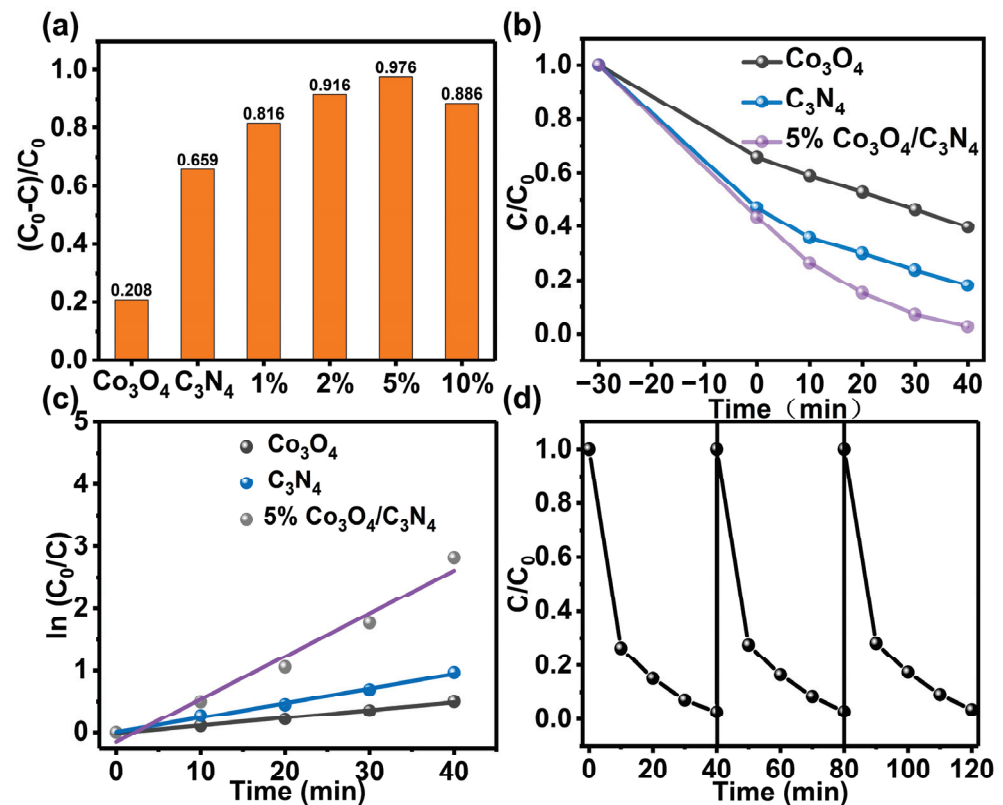 (a)
(C₀-C)/C₀
1.0
0.8
0.6
0.4
0.2
0.0
0.208
0.659
0.816
0.916
0.976
0.886
Co₃O₄ C₃N₄ 1% 2% 5% 10%
(b)
C/C₀
1.0
0.8
0.6
0.4
0.2
0.0
Co₃O₄
C₃N₄
5% Co₃O₄/C₃N₄
−30 −20 −10 0 10 20 30 40
Time（min）
(c)
ln (C₀/C)
5
4
3
2
1
0
Co₃O₄
C₃N₄
5% Co₃O₄/C₃N₄
0 10 20 30 40
Time (min)
(d)
C/C₀
1.0
0.8
0.6
0.4
0.2
0.0
0 20 40 60 80 100 120
Time (min)